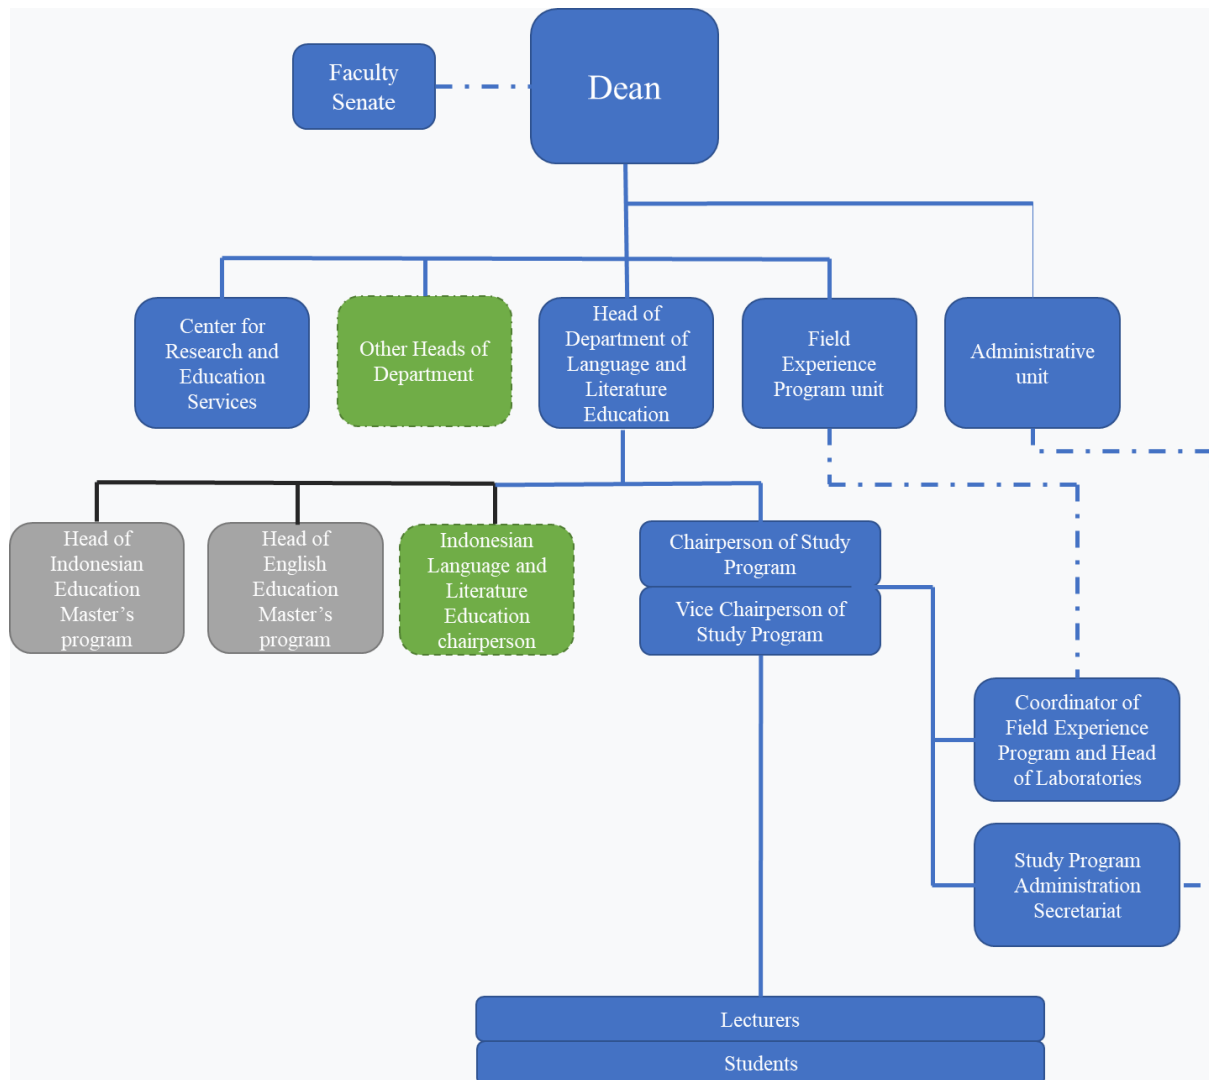 Faculty
Senate
Dean
Center for
Research and
Education
Services
Other Heads of
Department
Head of
Department of
Language and
Literature
Education
Field
Experience
Program unit
Administrative
unit
Head of
Indonesian
Education
Master’s
program
Head of
English
Education
Master’s
program
Indonesian
Language and
Literature
Education
chairperson
Chairperson of Study
Program
Vice Chairperson of
Study Program
Coordinator of
Field Experience
Program and Head
of Laboratories
Study Program
Administration
Secretariat
Lecturers
Students